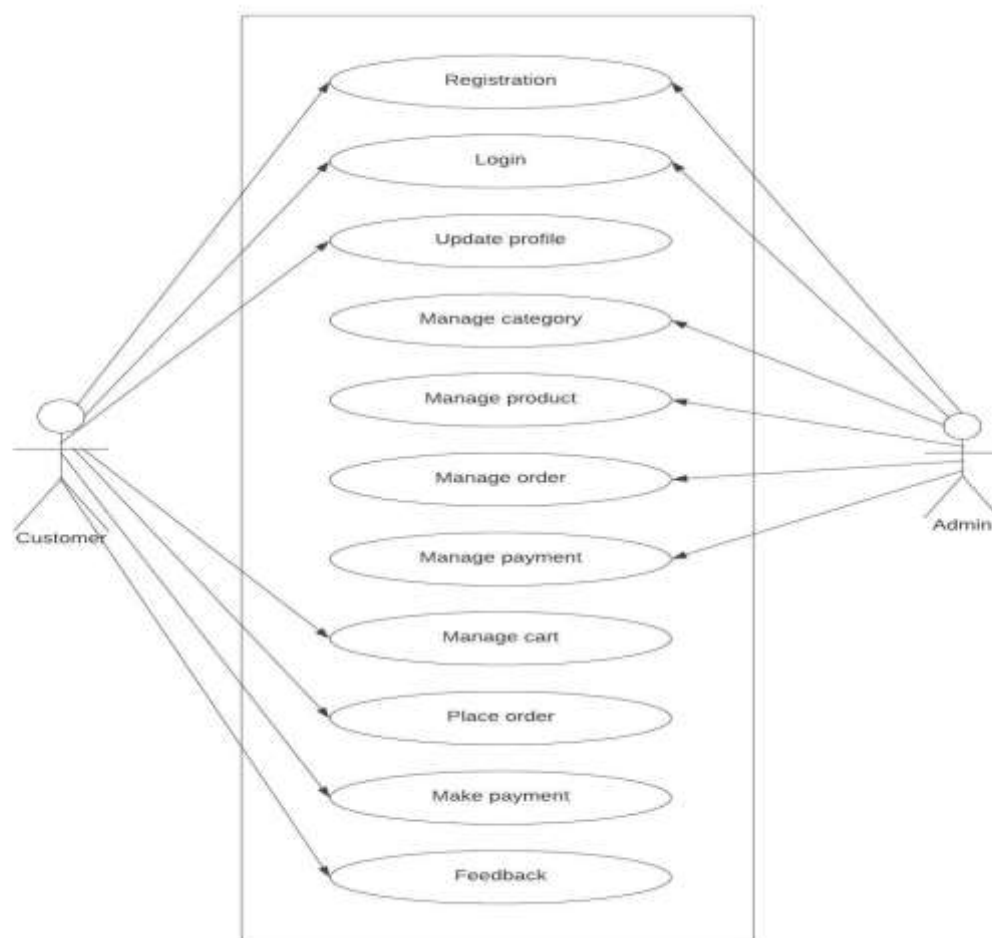 Registration
Login
Update profile
Manage category
Manage product
Manage order
Customer
Admin
Manage payment
Manage cart
Place order
Make payment
Feedback